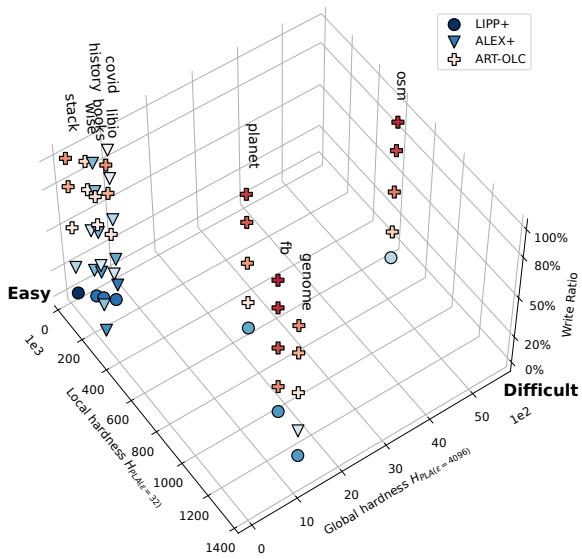 LIPP+
ALEX+
ART-OLC
covid
history
libio
books
wise
stack
osm
planet
fb
genome
Easy
Difficult
100%
80%
50%
20%
0%
Write Ratio
0
200
400
600
800
1000
1200
1400
1e3
Local hardness H_PLA(ε=32)
0
10
20
30
40
50
1e2
Global hardness H_PLA(ε=4096)